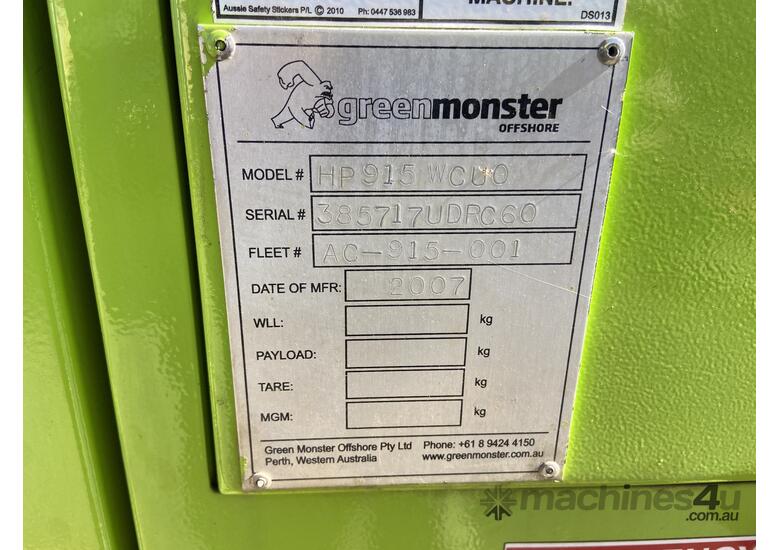 MACHINE.
Aussie Safety Stickers P/L © 2010 Ph: 0447 536 983 DS013
greenmonster
OFFSHORE
MODEL # HP915WCU0
SERIAL # 385717UDRC60
FLEET # AC-915-001
DATE OF MFR: 2007
WLL: kg
PAYLOAD: kg
TARE: kg
MGM: kg
Green Monster Offshore Pty Ltd Phone: +61 8 9424 4150
Perth, Western Australia www.greenmonster.com.au
machines4u
.com.au